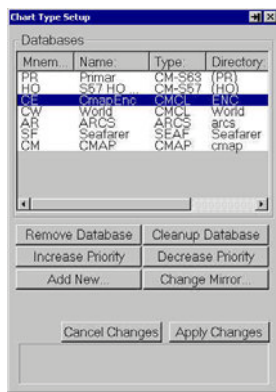 Chart Type Setup
Databases
Mnem... Name: Type: Directory:
PR Primar CM-S63 (PR)
HO S57 HO ... CM-S57 (HO)
CE CmapEnc CMCL ENC
CW World CMCL World
AR ARCS ARCS arcs
SF Seafarer SEAF Seafarer
CM CMAP CMAP cmap
Remove Database Cleanup Database
Increase Priority Decrease Priority
Add New... Change Mirror...
Cancel Changes Apply Changes